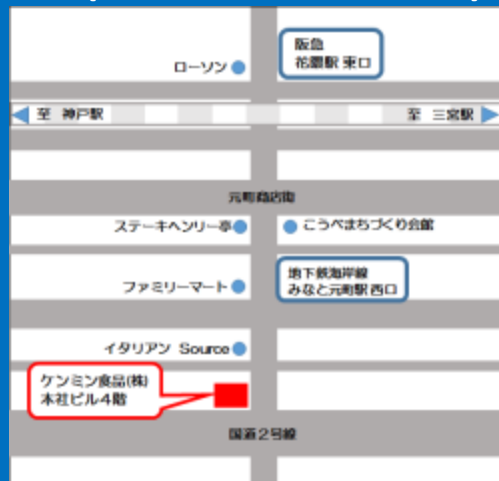 阪急
花隈駅 東口
ローソン
至 神戸駅
至 三宮駅
元町商店街
ステーキヘンリー亭
こうべまちづくり会館
ファミリーマート
地下鉄海岸線
みなと元町駅 西口
イタリアン Source
ケンミン食品(株)
本社ビル4階
国道2号線